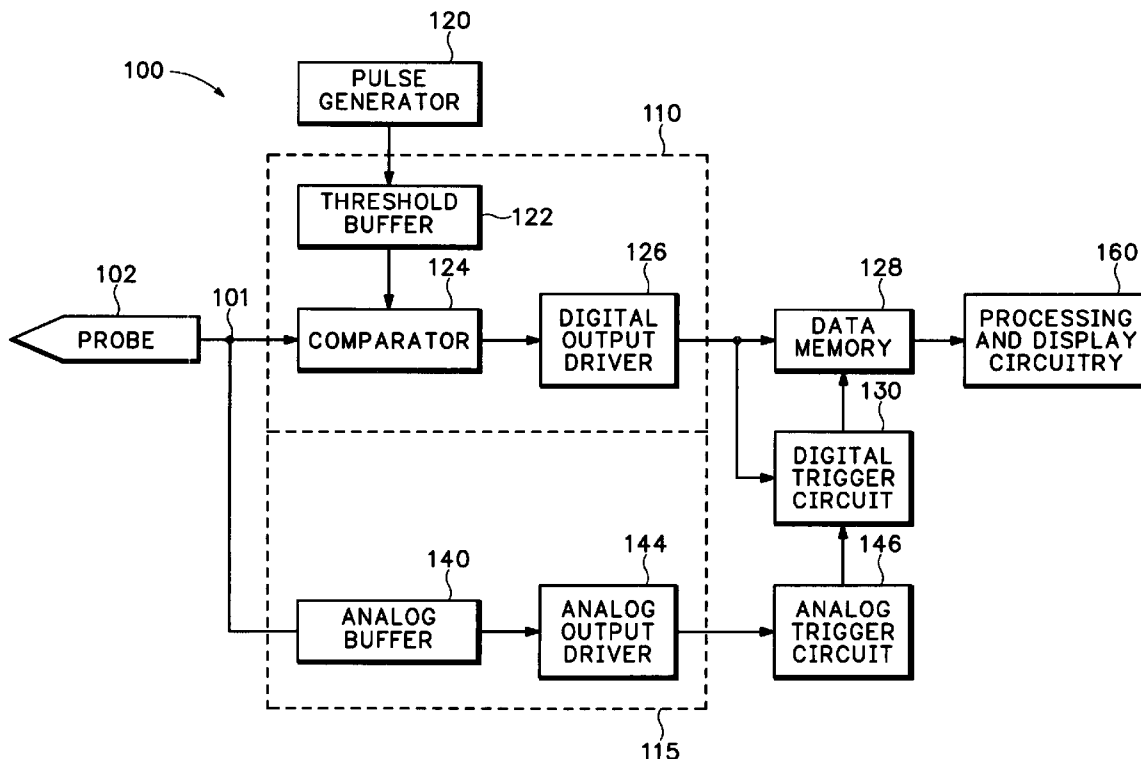 120
100
PULSE
GENERATOR
110
THRESHOLD
BUFFER
122
102
101
124
126
128
160
PROBE
COMPARATOR
DIGITAL
OUTPUT
DRIVER
DATA
MEMORY
PROCESSING
AND DISPLAY
CIRCUITRY
130
DIGITAL
TRIGGER
CIRCUIT
140
144
146
ANALOG
BUFFER
ANALOG
OUTPUT
DRIVER
ANALOG
TRIGGER
CIRCUIT
115